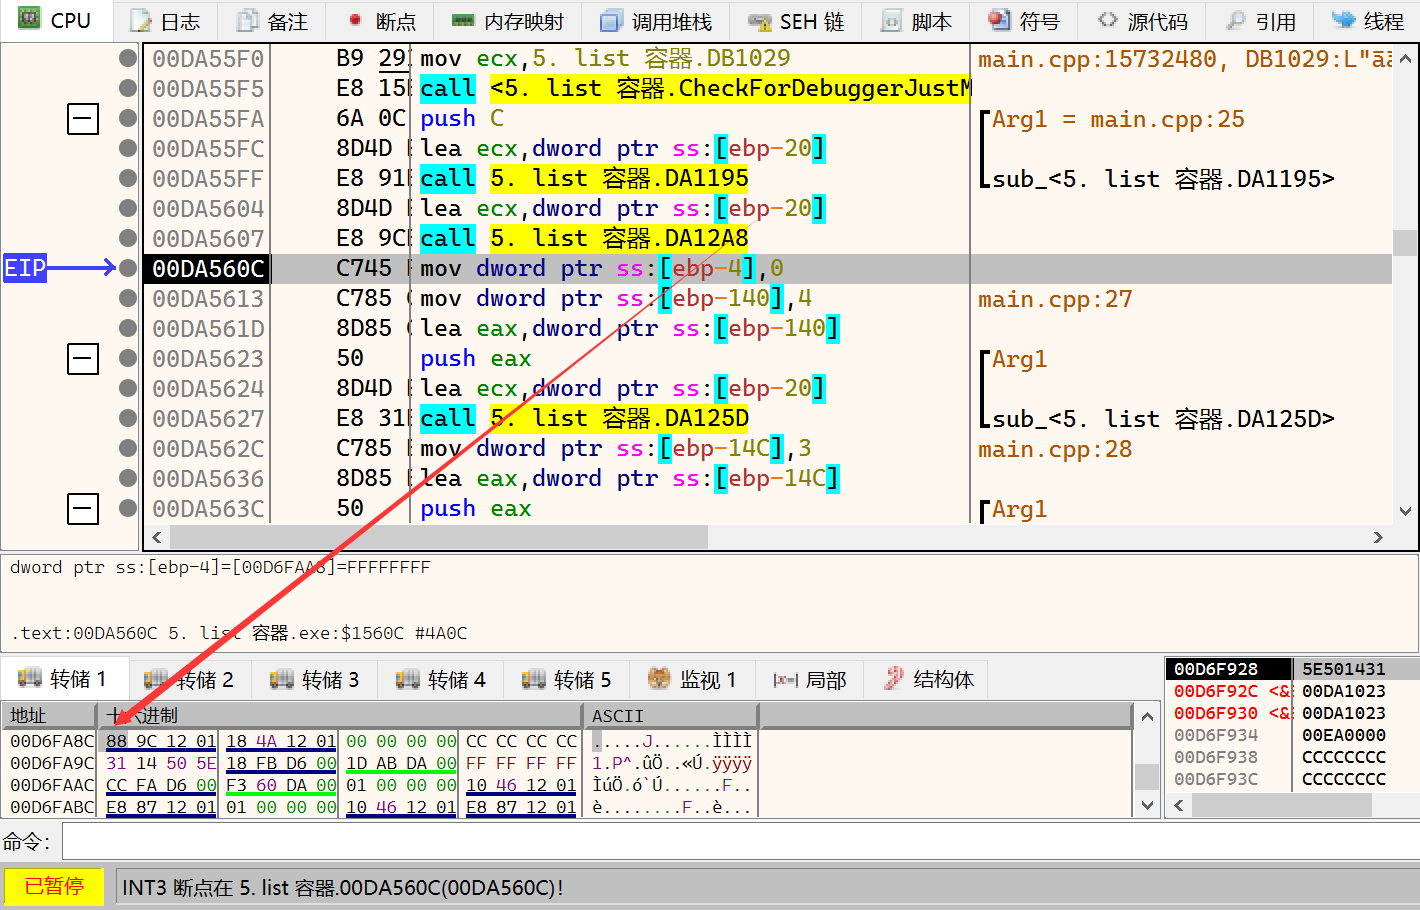 CPU 日志 备注 断点 内存映射 调用堆栈 SEH 链 脚本 符号 源代码 引用 线程
00DA55F0 B9 291 mov ecx,5. list 容器.DB1029 main.cpp:15732480, DB1029:L"āā
00DA55F5 E8 15 call <5. list 容器.CheckForDebuggerJustM
00DA55FA 6A 0C push C Arg1 = main.cpp:25
00DA55FC 8D4D lea ecx,dword ptr ss:[ebp-20]
00DA55FF E8 91 call 5. list 容器.DA1195 sub_<5. list 容器.DA1195>
00DA5604 8D4D lea ecx,dword ptr ss:[ebp-20]
00DA5607 E8 9C call 5. list 容器.DA12A8
EIP 00DA560C C745 mov dword ptr ss:[ebp-4],0
00DA5613 C785 mov dword ptr ss:[ebp-140],4 main.cpp:27
00DA561D 8D85 lea eax,dword ptr ss:[ebp-140]
00DA5623 50 push eax Arg1
00DA5624 8D4D lea ecx,dword ptr ss:[ebp-20]
00DA5627 E8 31 call 5. list 容器.DA125D sub_<5. list 容器.DA125D>
00DA562C C785 mov dword ptr ss:[ebp-14C],3 main.cpp:28
00DA5636 8D85 lea eax,dword ptr ss:[ebp-14C]
00DA563C 50 push eax Arg1
dword ptr ss:[ebp-4]=[00D6FAA8]=FFFFFFFF
.text:00DA560C 5. list 容器.exe:$1560C #4A0C
转储 1 转储 2 转储 3 转储 4 转储 5 监视 1 局部 结构体
地址 十六进制 ASCII
00D6FA8C 88 9C 12 01 18 4A 12 01 00 00 00 00 CC CC CC CC .....J......ÌÌÌÌ
00D6FA9C 31 14 50 5E 18 FB D6 00 1D AB DA 00 FF FF FF FF 1.P^.ûÖ..«Ú.ÿÿÿÿ
00D6FAAC CC FA D6 00 F3 60 DA 00 01 00 00 00 10 46 12 01 ÌúÖ.ó`Ú......F..
00D6FABC E8 87 12 01 01 00 00 00 10 46 12 01 E8 87 12 01 è........F..è...
00D6F928 5E501431
00D6F92C <& 00DA1023
00D6F930 <& 00DA1023
00D6F934 00EA0000
00D6F938 CCCCCCCC
00D6F93C CCCCCCCC
命令:
已暂停 INT3 断点在 5. list 容器.00DA560C(00DA560C)!